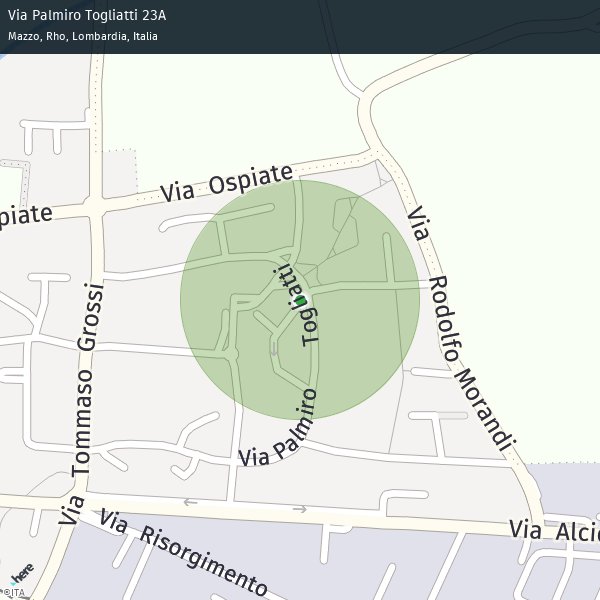 Via Palmiro Togliatti 23A
Mazzo, Rho, Lombardia, Italia
Via Ospiate
piate
Via Rodolfo Morandi
Via Tommaso Grossi
Togliatti
Via Palmiro
Via Risorgimento
Via Alcid
here
©ITA